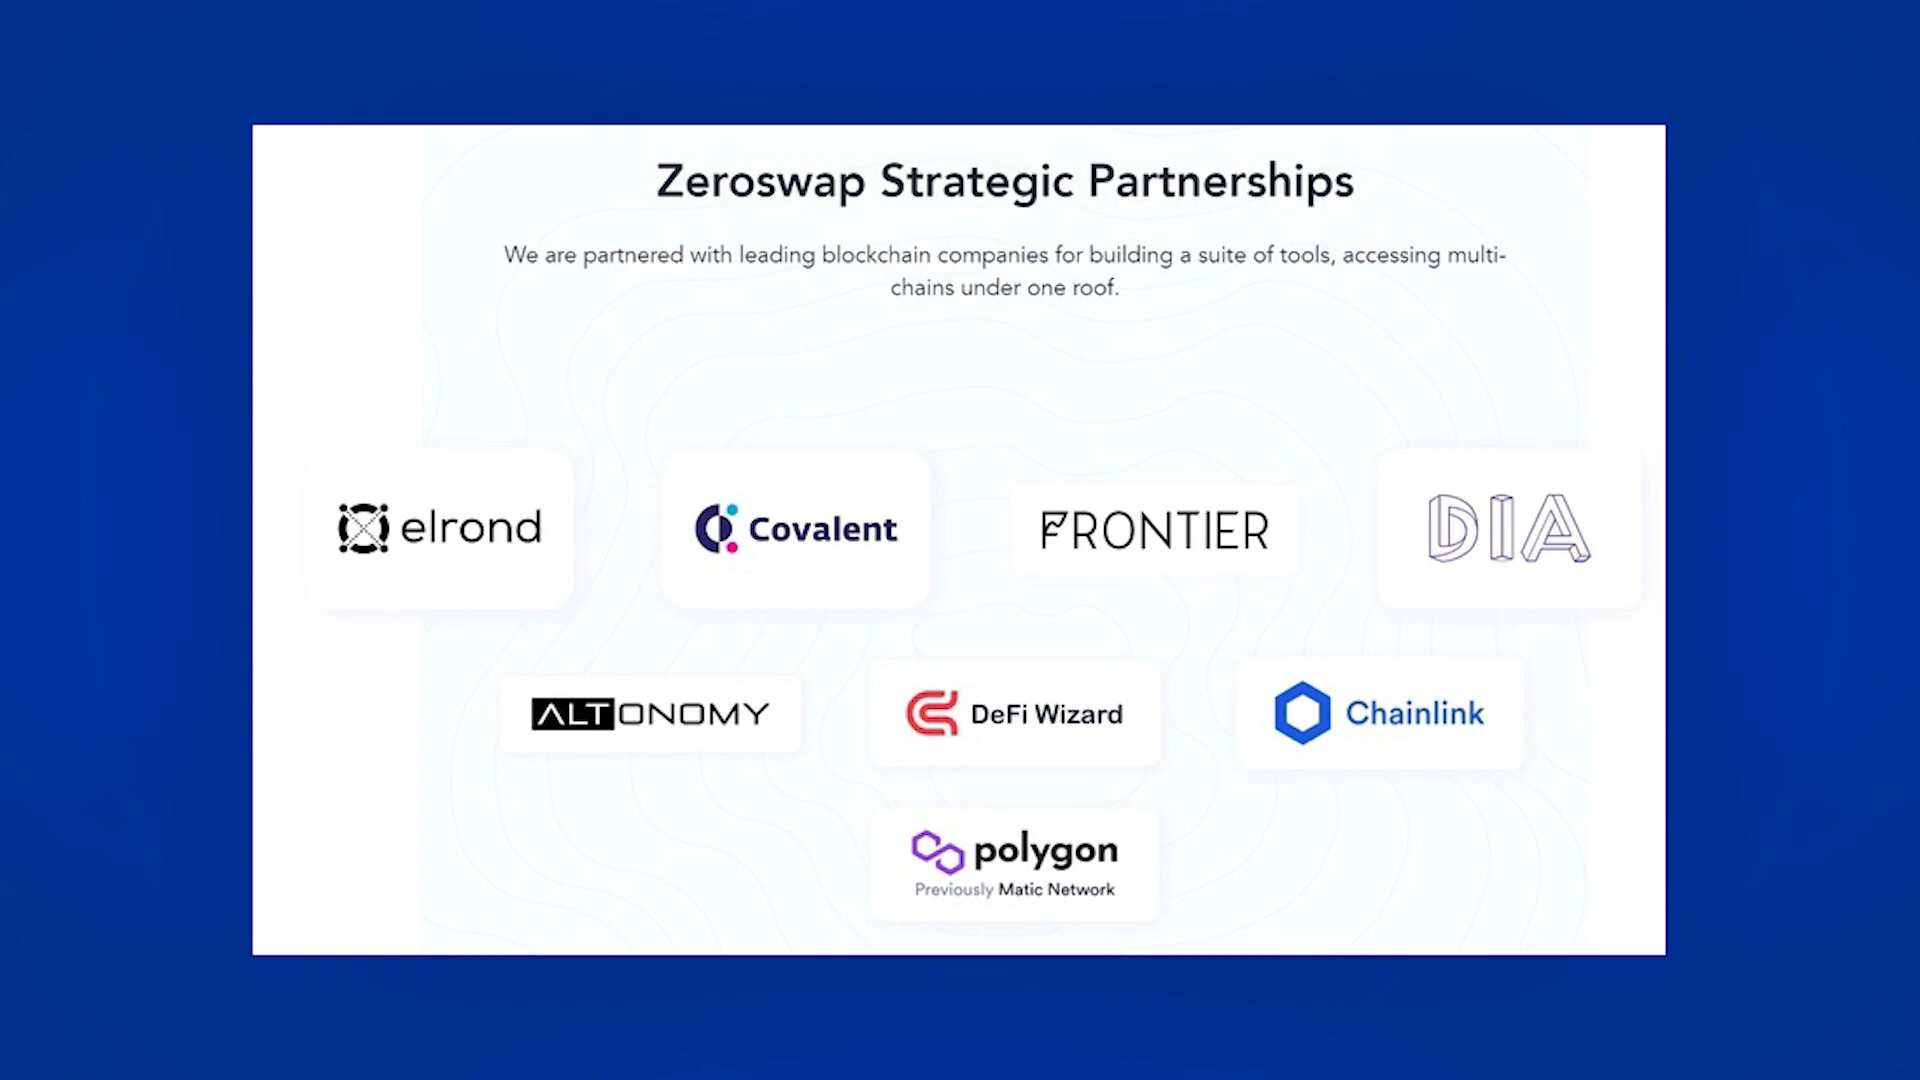 Zeroswap Strategic Partnerships
We are partnered with leading blockchain companies for building a suite of tools, accessing multi-
chains under one roof.
elrond
Covalent
FRONTIER
DIA
ALTONOMY
DeFi Wizard
Chainlink
polygon
Previously Matic Network